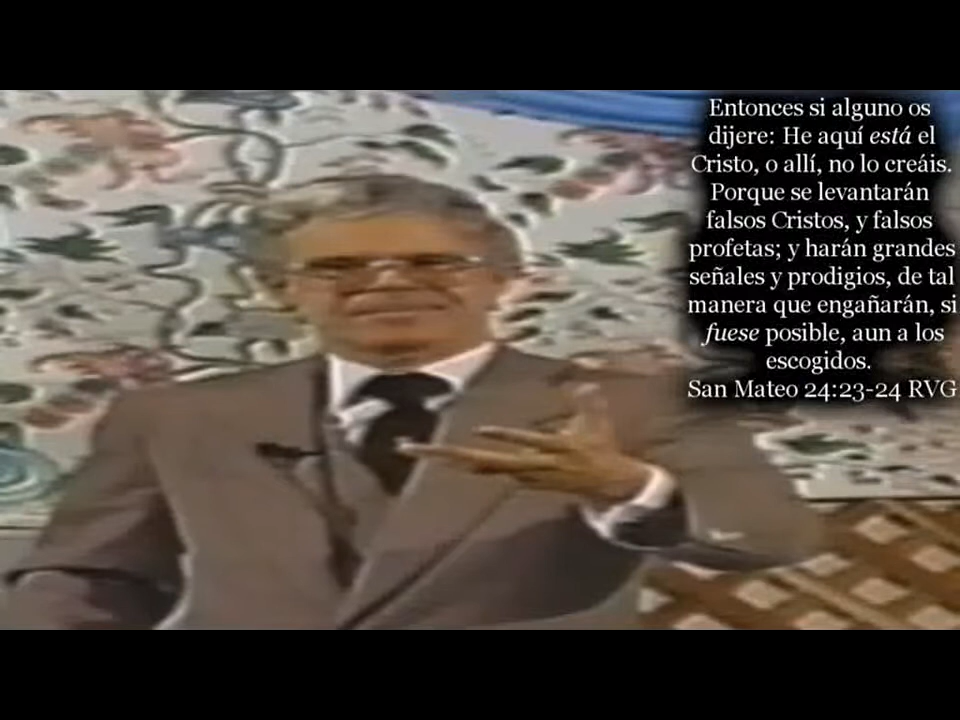 Entonces si alguno os
dijere: He aquí está el
Cristo, o allí, no lo creáis.
Porque se levantarán
falsos Cristos, y falsos
profetas; y harán grandes
señales y prodigios, de tal
manera que engañarán, si
fuese posible, aun a los
escogidos.
San Mateo 24:23-24 RVG